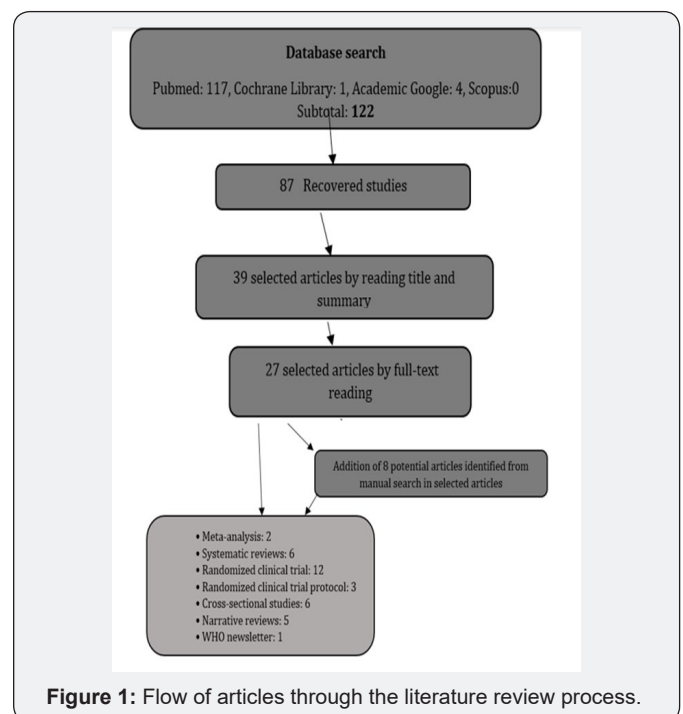 Database search
Pubmed: 117, Cochrane Library: 1, Academic Google: 4, Scopus:0
Subtotal: 122
87 Recovered studies
39 selected articles by reading title and
summary
27 selected articles by full-text
reading
Addition of 8 potential articles identified from
manual search in selected articles
• Meta-analysis: 2
• Systematic reviews: 6
• Randomized clinical trial: 12
• Randomized clinical trial protocol: 3
• Cross-sectional studies: 6
• Narrative reviews: 5
• WHO newsletter: 1
Figure 1: Flow of articles through the literature review process.